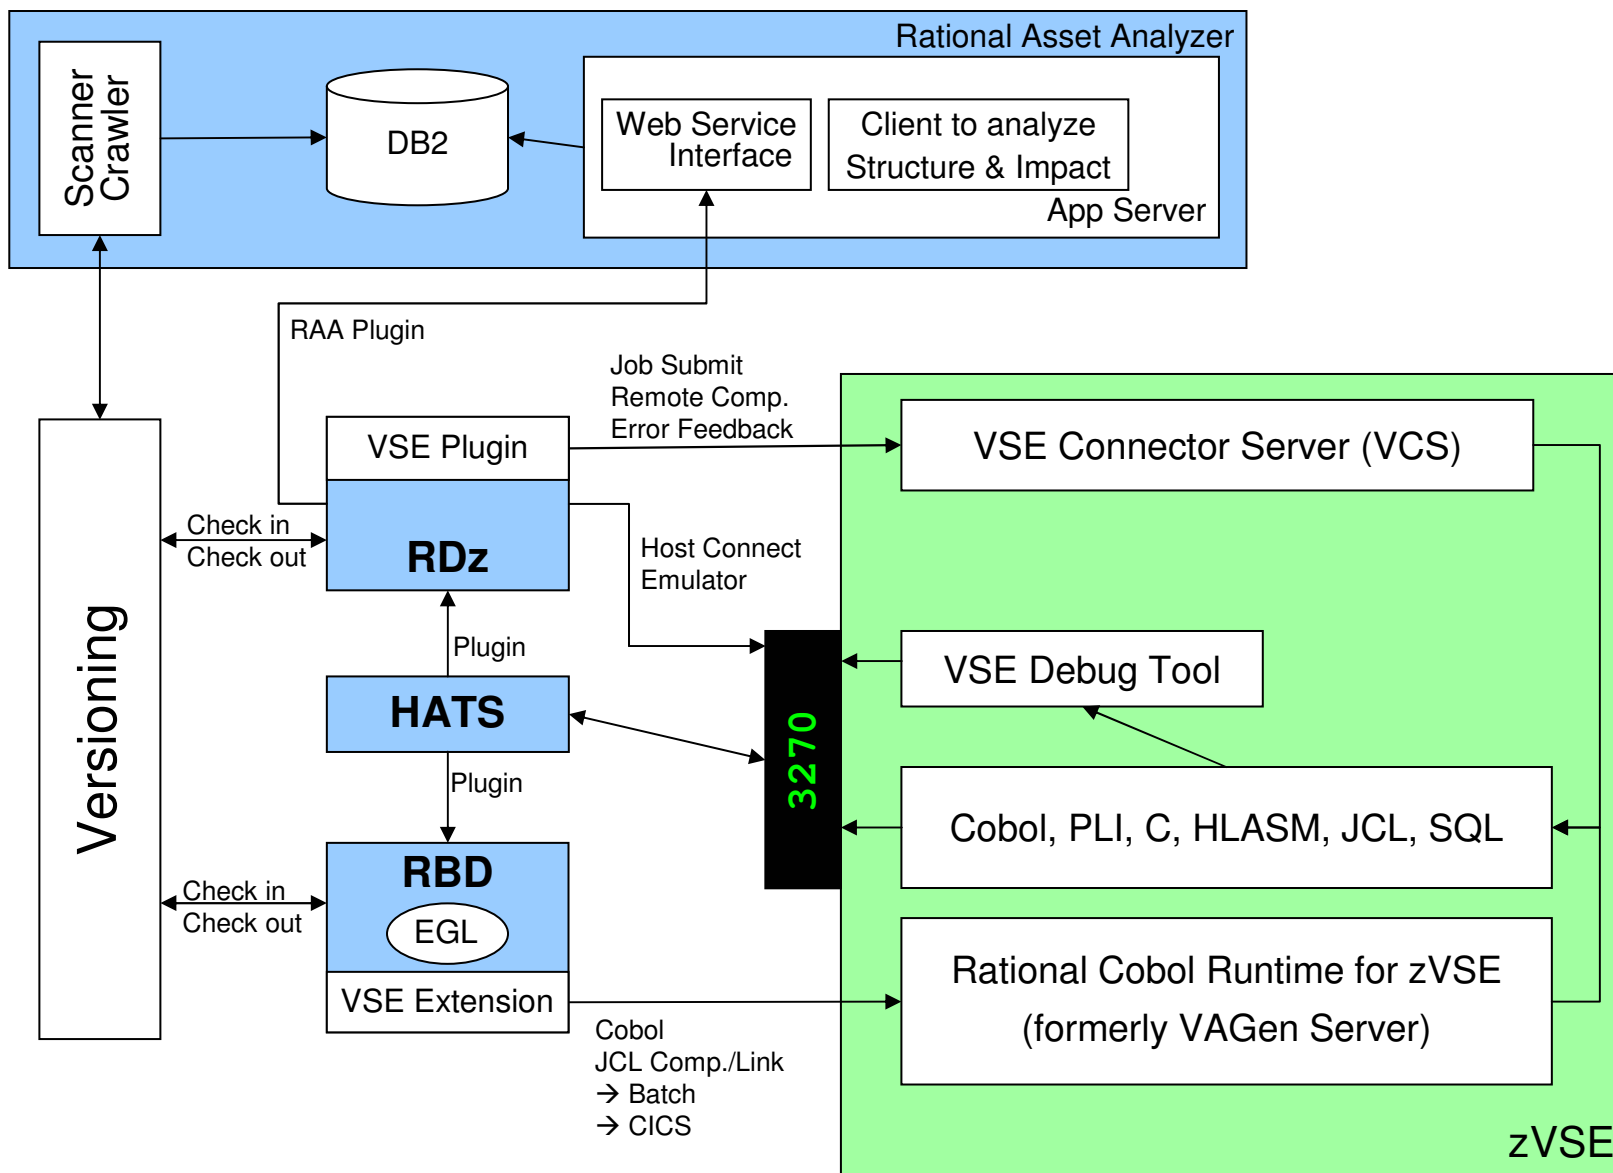 Rational Asset Analyzer
Scanner
Crawler
DB2
Web Service
Interface
Client to analyze
Structure & Impact
App Server
RAA Plugin
Job Submit
Remote Comp.
Error Feedback
VSE Plugin
RDz
VSE Connector Server (VCS)
Check in
Check out
Host Connect
Emulator
Versioning
Plugin
HATS
Plugin
3270
VSE Debug Tool
Cobol, PLI, C, HLASM, JCL, SQL
RBD
EGL
VSE Extension
Check in
Check out
Rational Cobol Runtime for zVSE
(formerly VAGen Server)
Cobol
JCL Comp./Link
→ Batch
→ CICS
zVSE